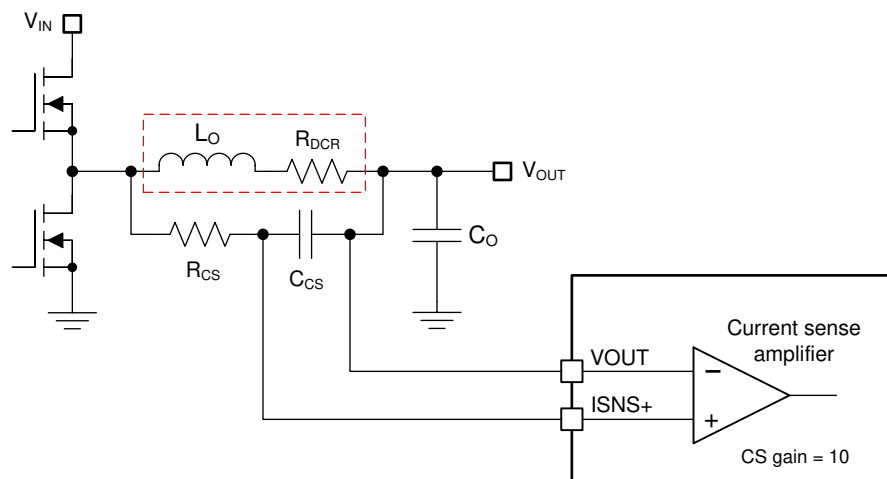 VIN
LO
RDCR
VOUT
RCS
CCS
CO
Current sense
amplifier
VOUT
−
ISNS+
+
CS gain = 10